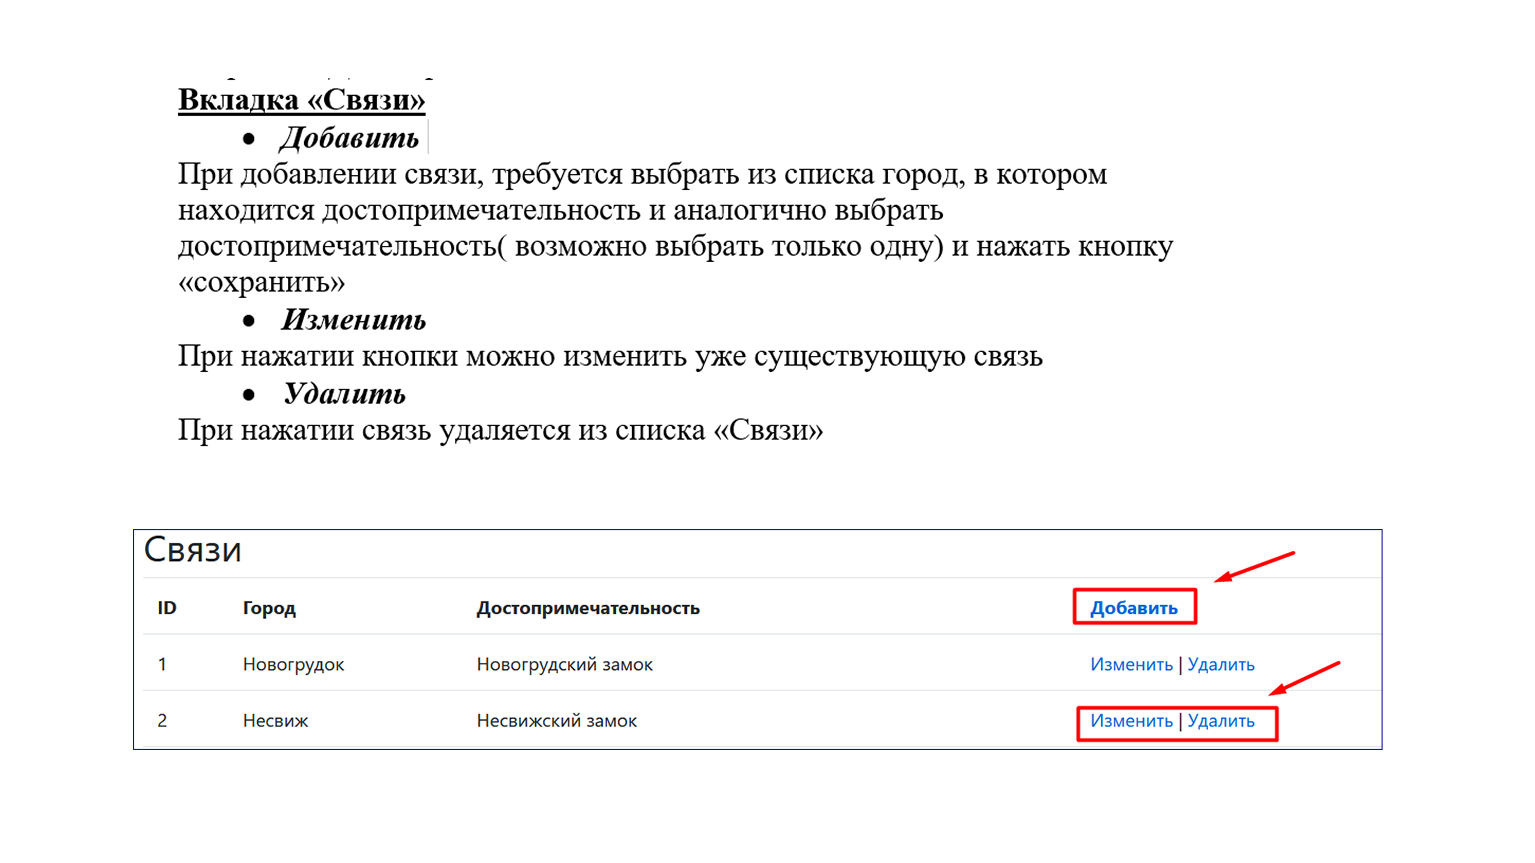 Вкладка «Связи»
• Добавить
При добавлении связи, требуется выбрать из списка город, в котором
находится достопримечательность и аналогично выбрать
достопримечательность( возможно выбрать только одну) и нажать кнопку
«сохранить»
• Изменить
При нажатии кнопки можно изменить уже существующую связь
• Удалить
При нажатии связь удаляется из списка «Связи»
Связи
ID Город Достопримечательность Добавить
1 Новогрудок Новогрудский замок Изменить | Удалить
2 Несвиж Несвижский замок Изменить | Удалить